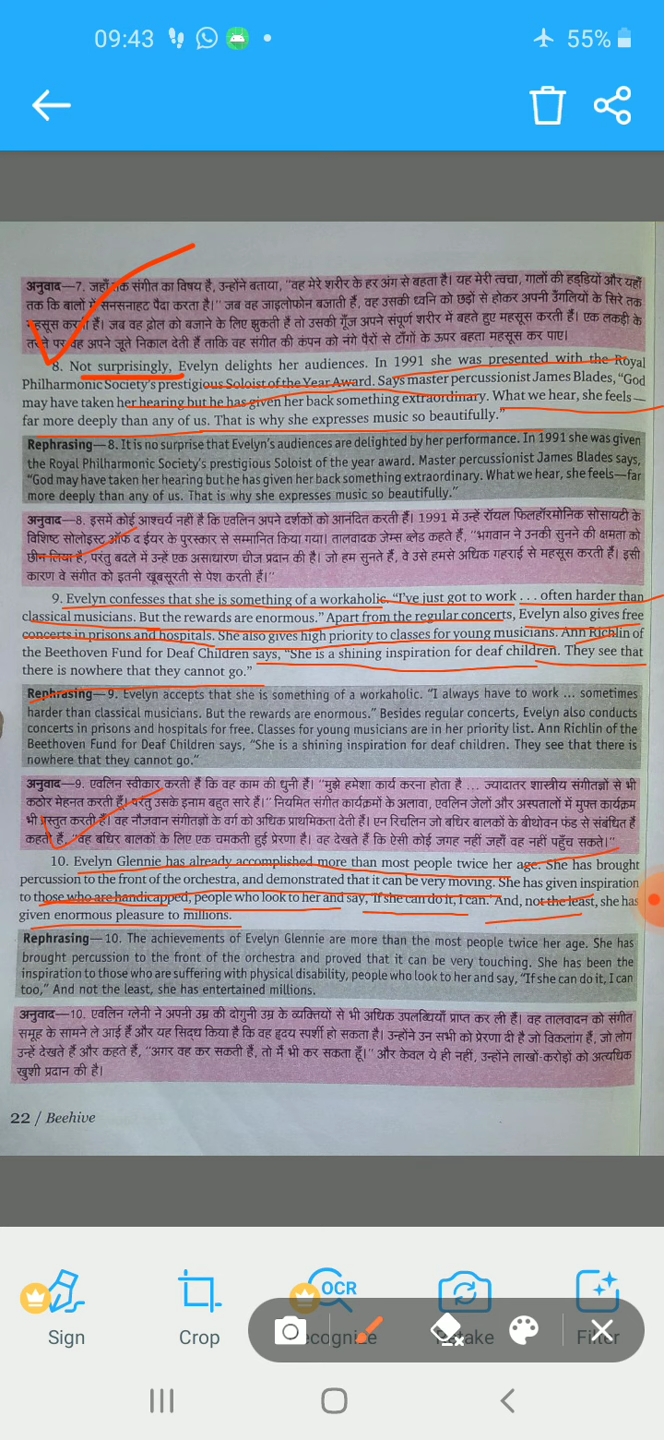 09:43
55%
अनुवाद—7. जहाँ तक संगीत का विषय है, उन्होंने बताया, "वह मेरे शरीर के हर अंग से बहता है। यह मेरी त्वचा, गालों की हड्डियों और यहाँ
तक कि बालों में सनसनाहट पैदा करता है।" जब वह जाइलोफोन बजाती हैं, वह उसकी ध्वनि को छड़ों से होकर अपनी उँगलियों के सिरे तक
महसूस करती हैं। जब वह ढोल को बजाने के लिए झुकती हैं तो उसकी गूँज अपने संपूर्ण शरीर में बहते हुए महसूस करती हैं। एक लकड़ी के
तख्ते पर वह अपने जूते निकाल देती हैं ताकि वह संगीत की कंपन को नंगे पैरों से टाँगों के ऊपर बहता महसूस कर पाए।
8. Not surprisingly, Evelyn delights her audiences. In 1991 she was presented with the Royal
Philharmonic Society's prestigious Soloist of the Year Award. Says master percussionist James Blades, "God
may have taken her hearing but he has given her back something extraordinary. What we hear, she feels—
far more deeply than any of us. That is why she expresses music so beautifully."
Rephrasing—8. It is no surprise that Evelyn's audiences are delighted by her performance. In 1991 she was given
the Royal Philharmonic Society's prestigious Soloist of the year award. Master percussionist James Blades says,
"God may have taken her hearing but he has given her back something extraordinary. What we hear, she feels—far
more deeply than any of us. That is why she expresses music so beautifully."
अनुवाद—8. इसमें कोई आश्चर्य नहीं है कि एवलिन अपने दर्शकों को आनंदित करती हैं। 1991 में उन्हें रॉयल फिलहॉरमोनिक सोसायटी के
विशिष्ट सोलोइस्ट ऑफ द ईयर के पुरस्कार से सम्मानित किया गया। तालवादक जेम्स ब्लेड कहते हैं, "भगवान ने उनकी सुनने की क्षमता को
छीन लिया है, परंतु बदले में उन्हें एक असाधारण चीज प्रदान की है। जो हम सुनते हैं, वे उसे हमसे अधिक गहराई से महसूस करती हैं। इसी
कारण वे संगीत को इतनी खूबसूरती से पेश करती हैं।"
9. Evelyn confesses that she is something of a workaholic. "I've just got to work . . . often harder than
classical musicians. But the rewards are enormous." Apart from the regular concerts, Evelyn also gives free
concerts in prisons and hospitals. She also gives high priority to classes for young musicians. Ann Richlin of
the Beethoven Fund for Deaf Children says, "She is a shining inspiration for deaf children. They see that
there is nowhere that they cannot go."
Rephrasing—9. Evelyn accepts that she is something of a workaholic. "I always have to work ... sometimes
harder than classical musicians. But the rewards are enormous." Besides regular concerts, Evelyn also conducts
concerts in prisons and hospitals for free. Classes for young musicians are in her priority list. Ann Richlin of the
Beethoven Fund for Deaf Children says, "She is a shining inspiration for deaf children. They see that there is
nowhere that they cannot go."
अनुवाद—9. एवलिन स्वीकार करती हैं कि वह काम की धुनी हैं। "मुझे हमेशा कार्य करना होता है ... ज्यादातर शास्त्रीय संगीतज्ञों से भी
कठोर मेहनत करती हैं। परंतु उसके इनाम बहुत सारे हैं।" नियमित संगीत कार्यक्रमों के अलावा, एवलिन जेलों और अस्पतालों में मुफ्त कार्यक्रम
भी प्रस्तुत करती हैं। वह नौजवान संगीतज्ञों के वर्ग को अधिक प्राथमिकता देती हैं। एन रिचलिन जो बधिर बालकों के बीथोवन फंड से संबंधित हैं
कहते हैं, "वह बधिर बालकों के लिए एक चमकती हुई प्रेरणा है। वह देखते हैं कि ऐसी कोई जगह नहीं जहाँ वह नहीं पहुँच सकते।"
10. Evelyn Glennie has already accomplished more than most people twice her age. She has brought
percussion to the front of the orchestra, and demonstrated that it can be very moving. She has given inspiration
to those who are handicapped, people who look to her and say, 'If she can do it, I can.' And, not the least, she has
given enormous pleasure to millions.
Rephrasing—10. The achievements of Evelyn Glennie are more than the most people twice her age. She has
brought percussion to the front of the orchestra and proved that it can be very touching. She has been the
inspiration to those who are suffering with physical disability, people who look to her and say, "If she can do it, I can
too," And not the least, she has entertained millions.
अनुवाद—10. एवलिन ग्लेनी ने अपनी उम्र की दोगुनी उम्र के व्यक्तियों से भी अधिक उपलब्धियाँ प्राप्त कर ली हैं। वह तालवादन को संगीत
समूह के सामने ले आई हैं और यह सिद्ध किया है कि वह हृदय स्पर्शी हो सकता है। उन्होंने उन सभी को प्रेरणा दी है जो विकलांग हैं, जो लोग
उन्हें देखते हैं और कहते हैं, "अगर वह कर सकती हैं, तो मैं भी कर सकता हूँ।" और केवल ये ही नहीं, उन्होंने लाखों-करोड़ों को अत्यधिक
खुशी प्रदान की है।
22 / Beehive
OCR
Sign
Crop
Filter